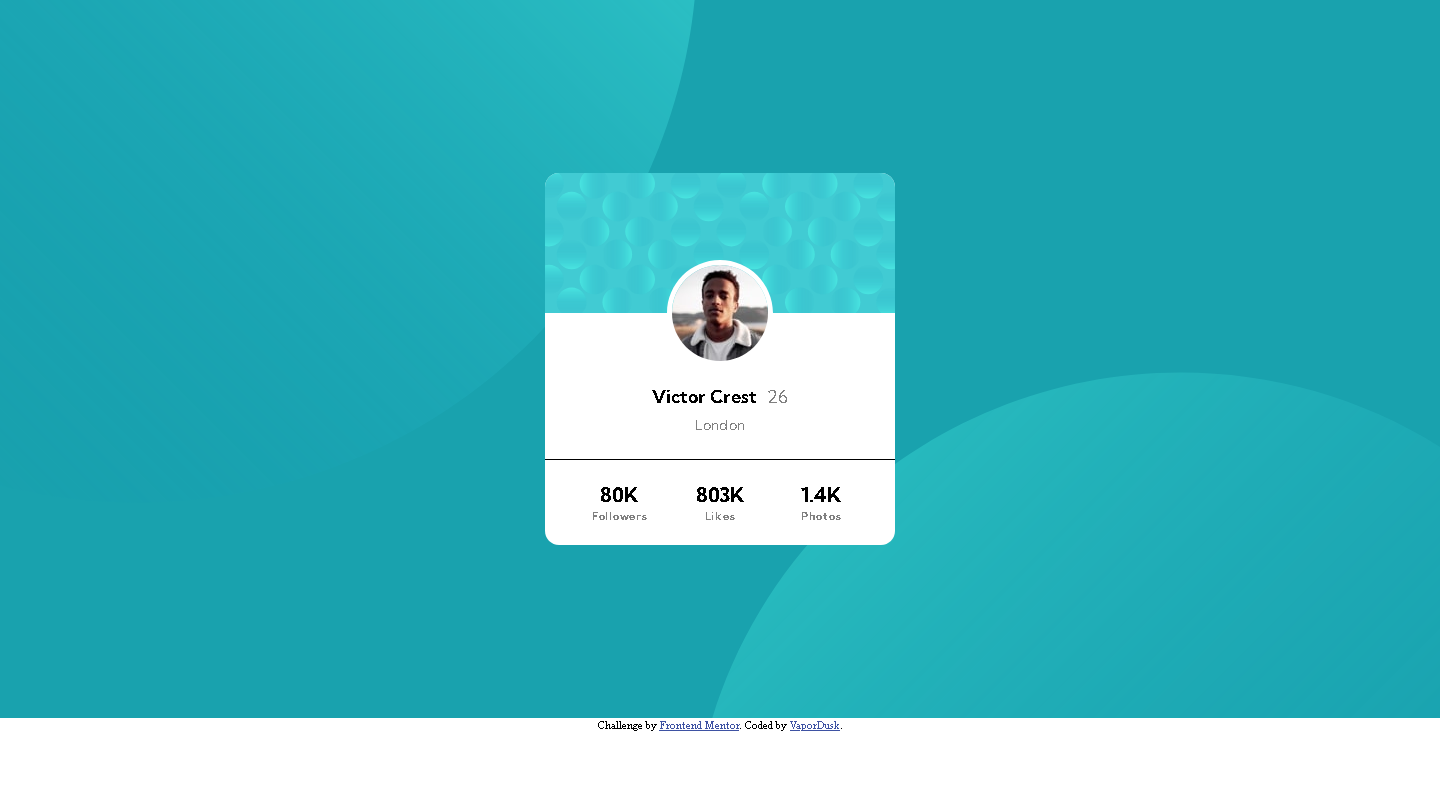 Victor Crest 26
London
80K 803K 1.4K
Followers Likes Photos
Challenge by Frontend Mentor. Coded by VaporDusk.